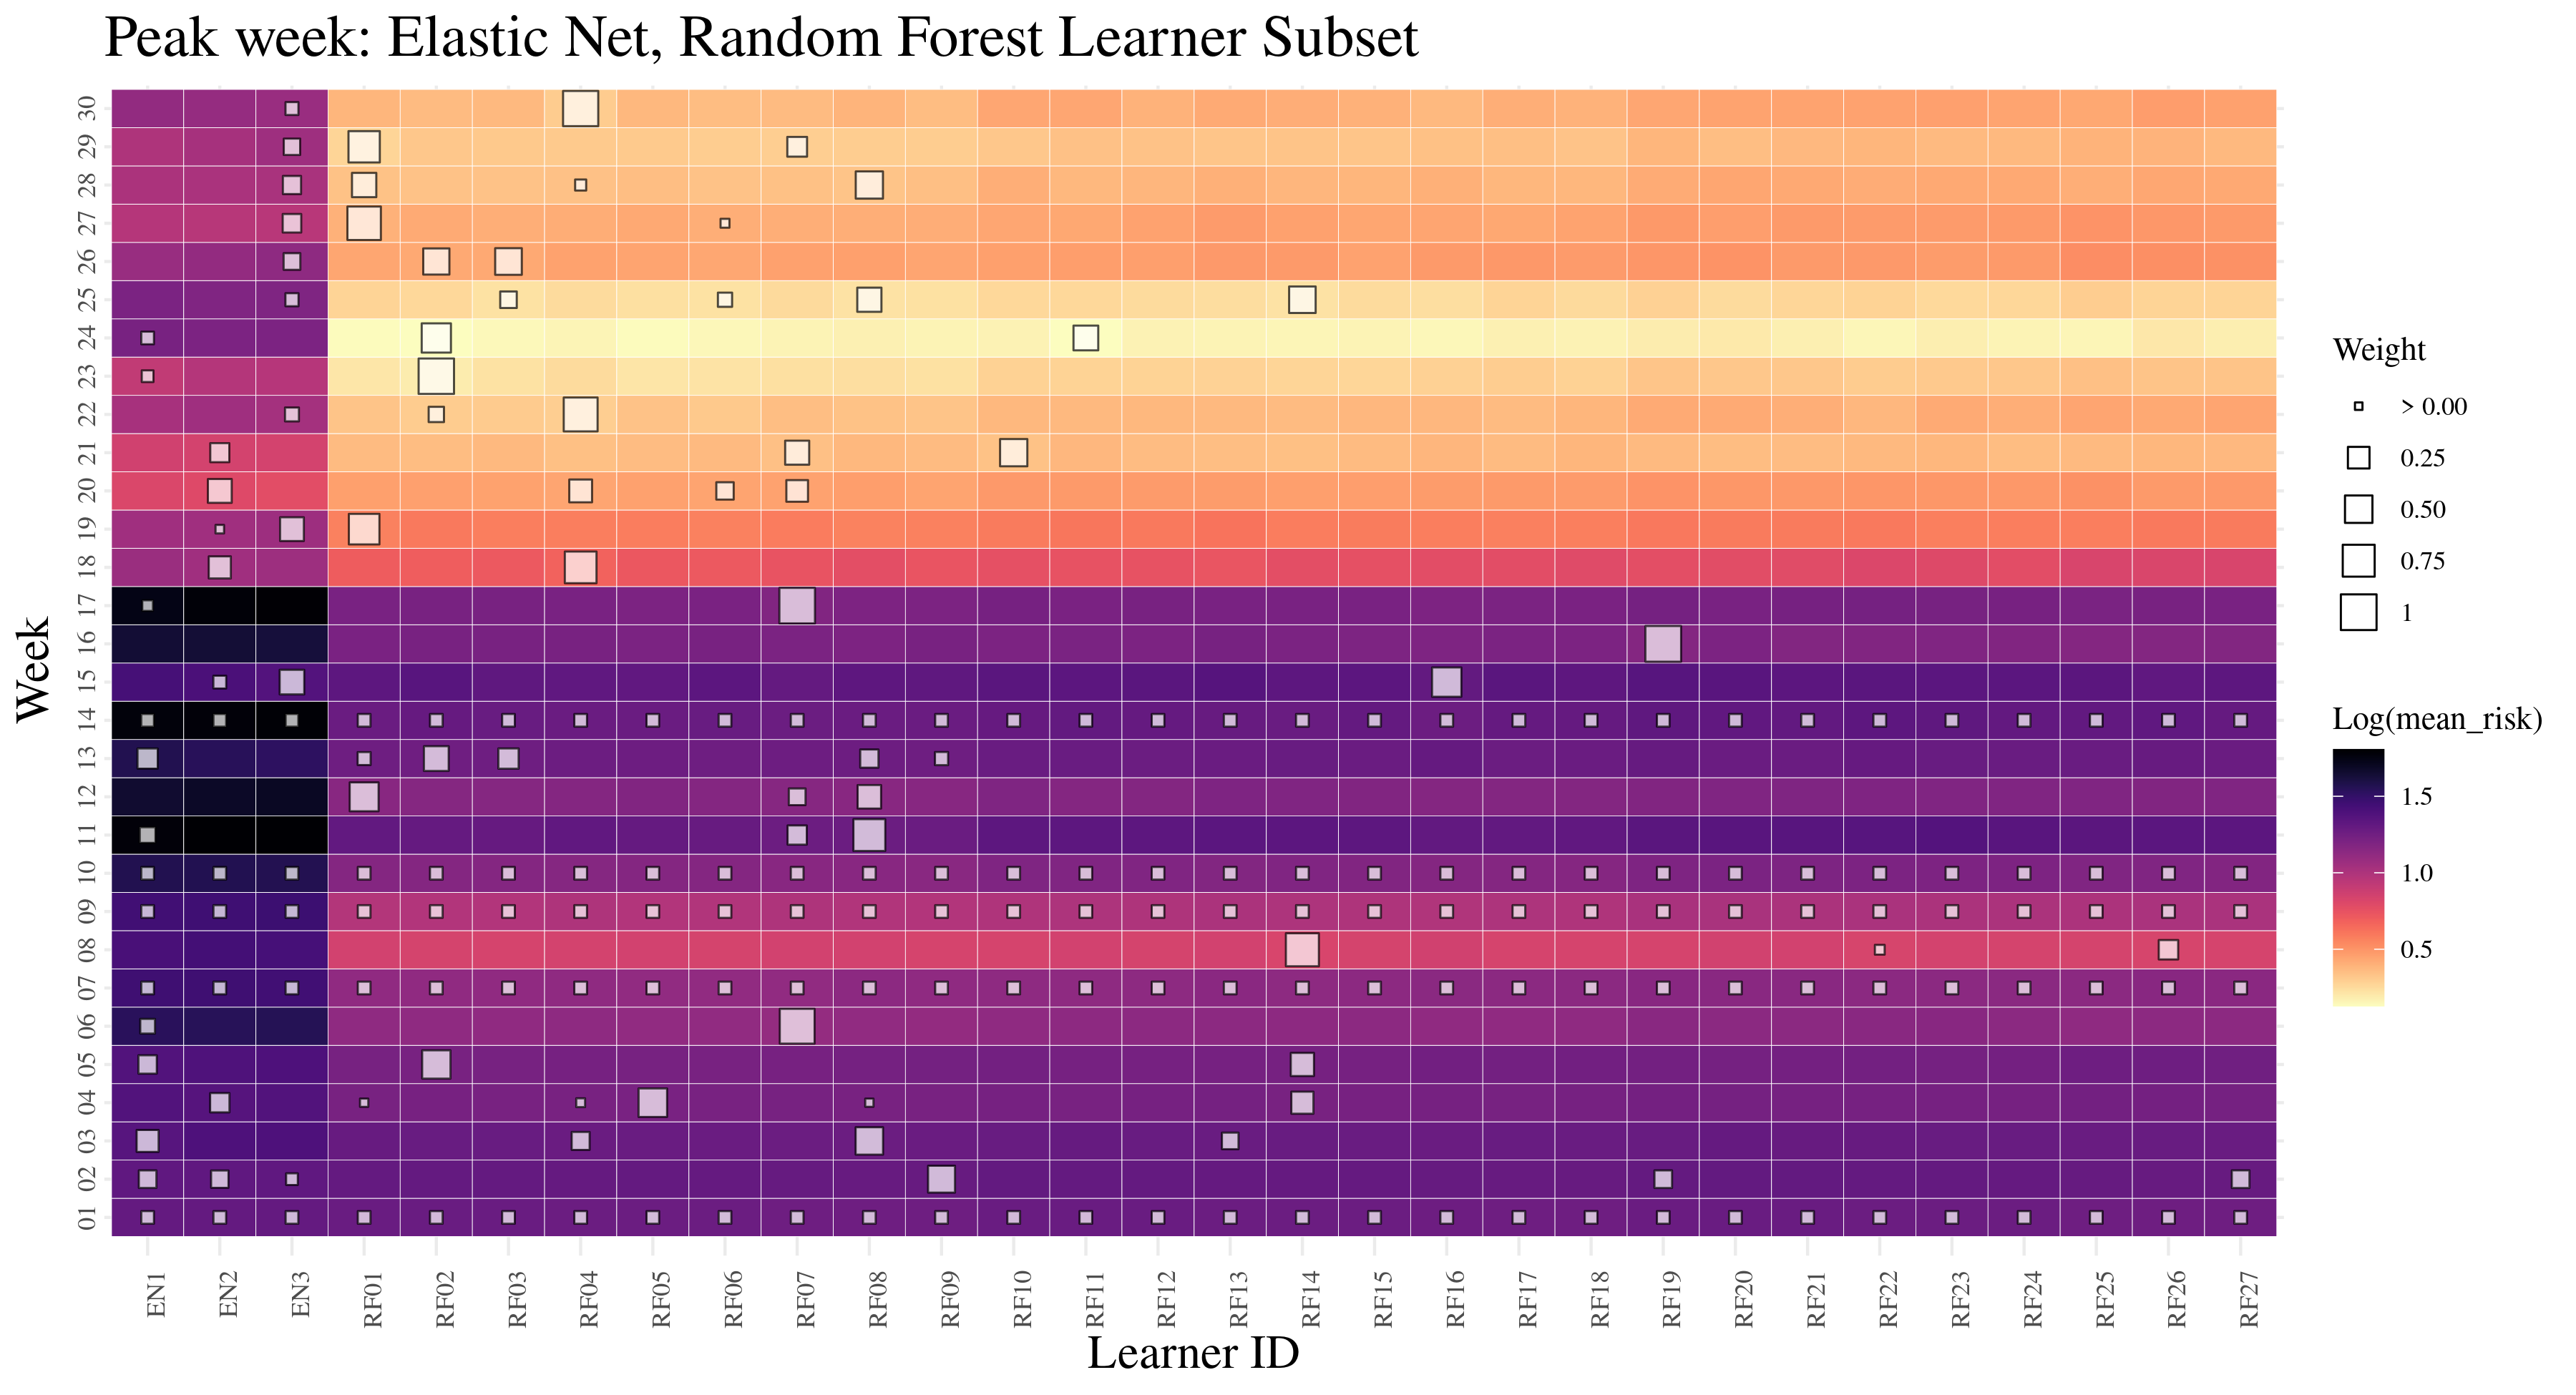 Peak week: Elastic Net, Random Forest Learner Subset
Week
30
29
28
27
26
25
24
23
22
21
20
19
18
17
16
15
14
13
12
11
10
09
08
07
06
05
04
03
02
01
EN1
EN2
EN3
RF01
RF02
RF03
RF04
RF05
RF06
RF07
RF08
RF09
RF10
RF11
RF12
RF13
RF14
RF15
RF16
RF17
RF18
RF19
RF20
RF21
RF22
RF23
RF24
RF25
RF26
RF27
Learner ID
Weight
> 0.00
0.25
0.50
0.75
1
Log(mean_risk)
1.5
1.0
0.5